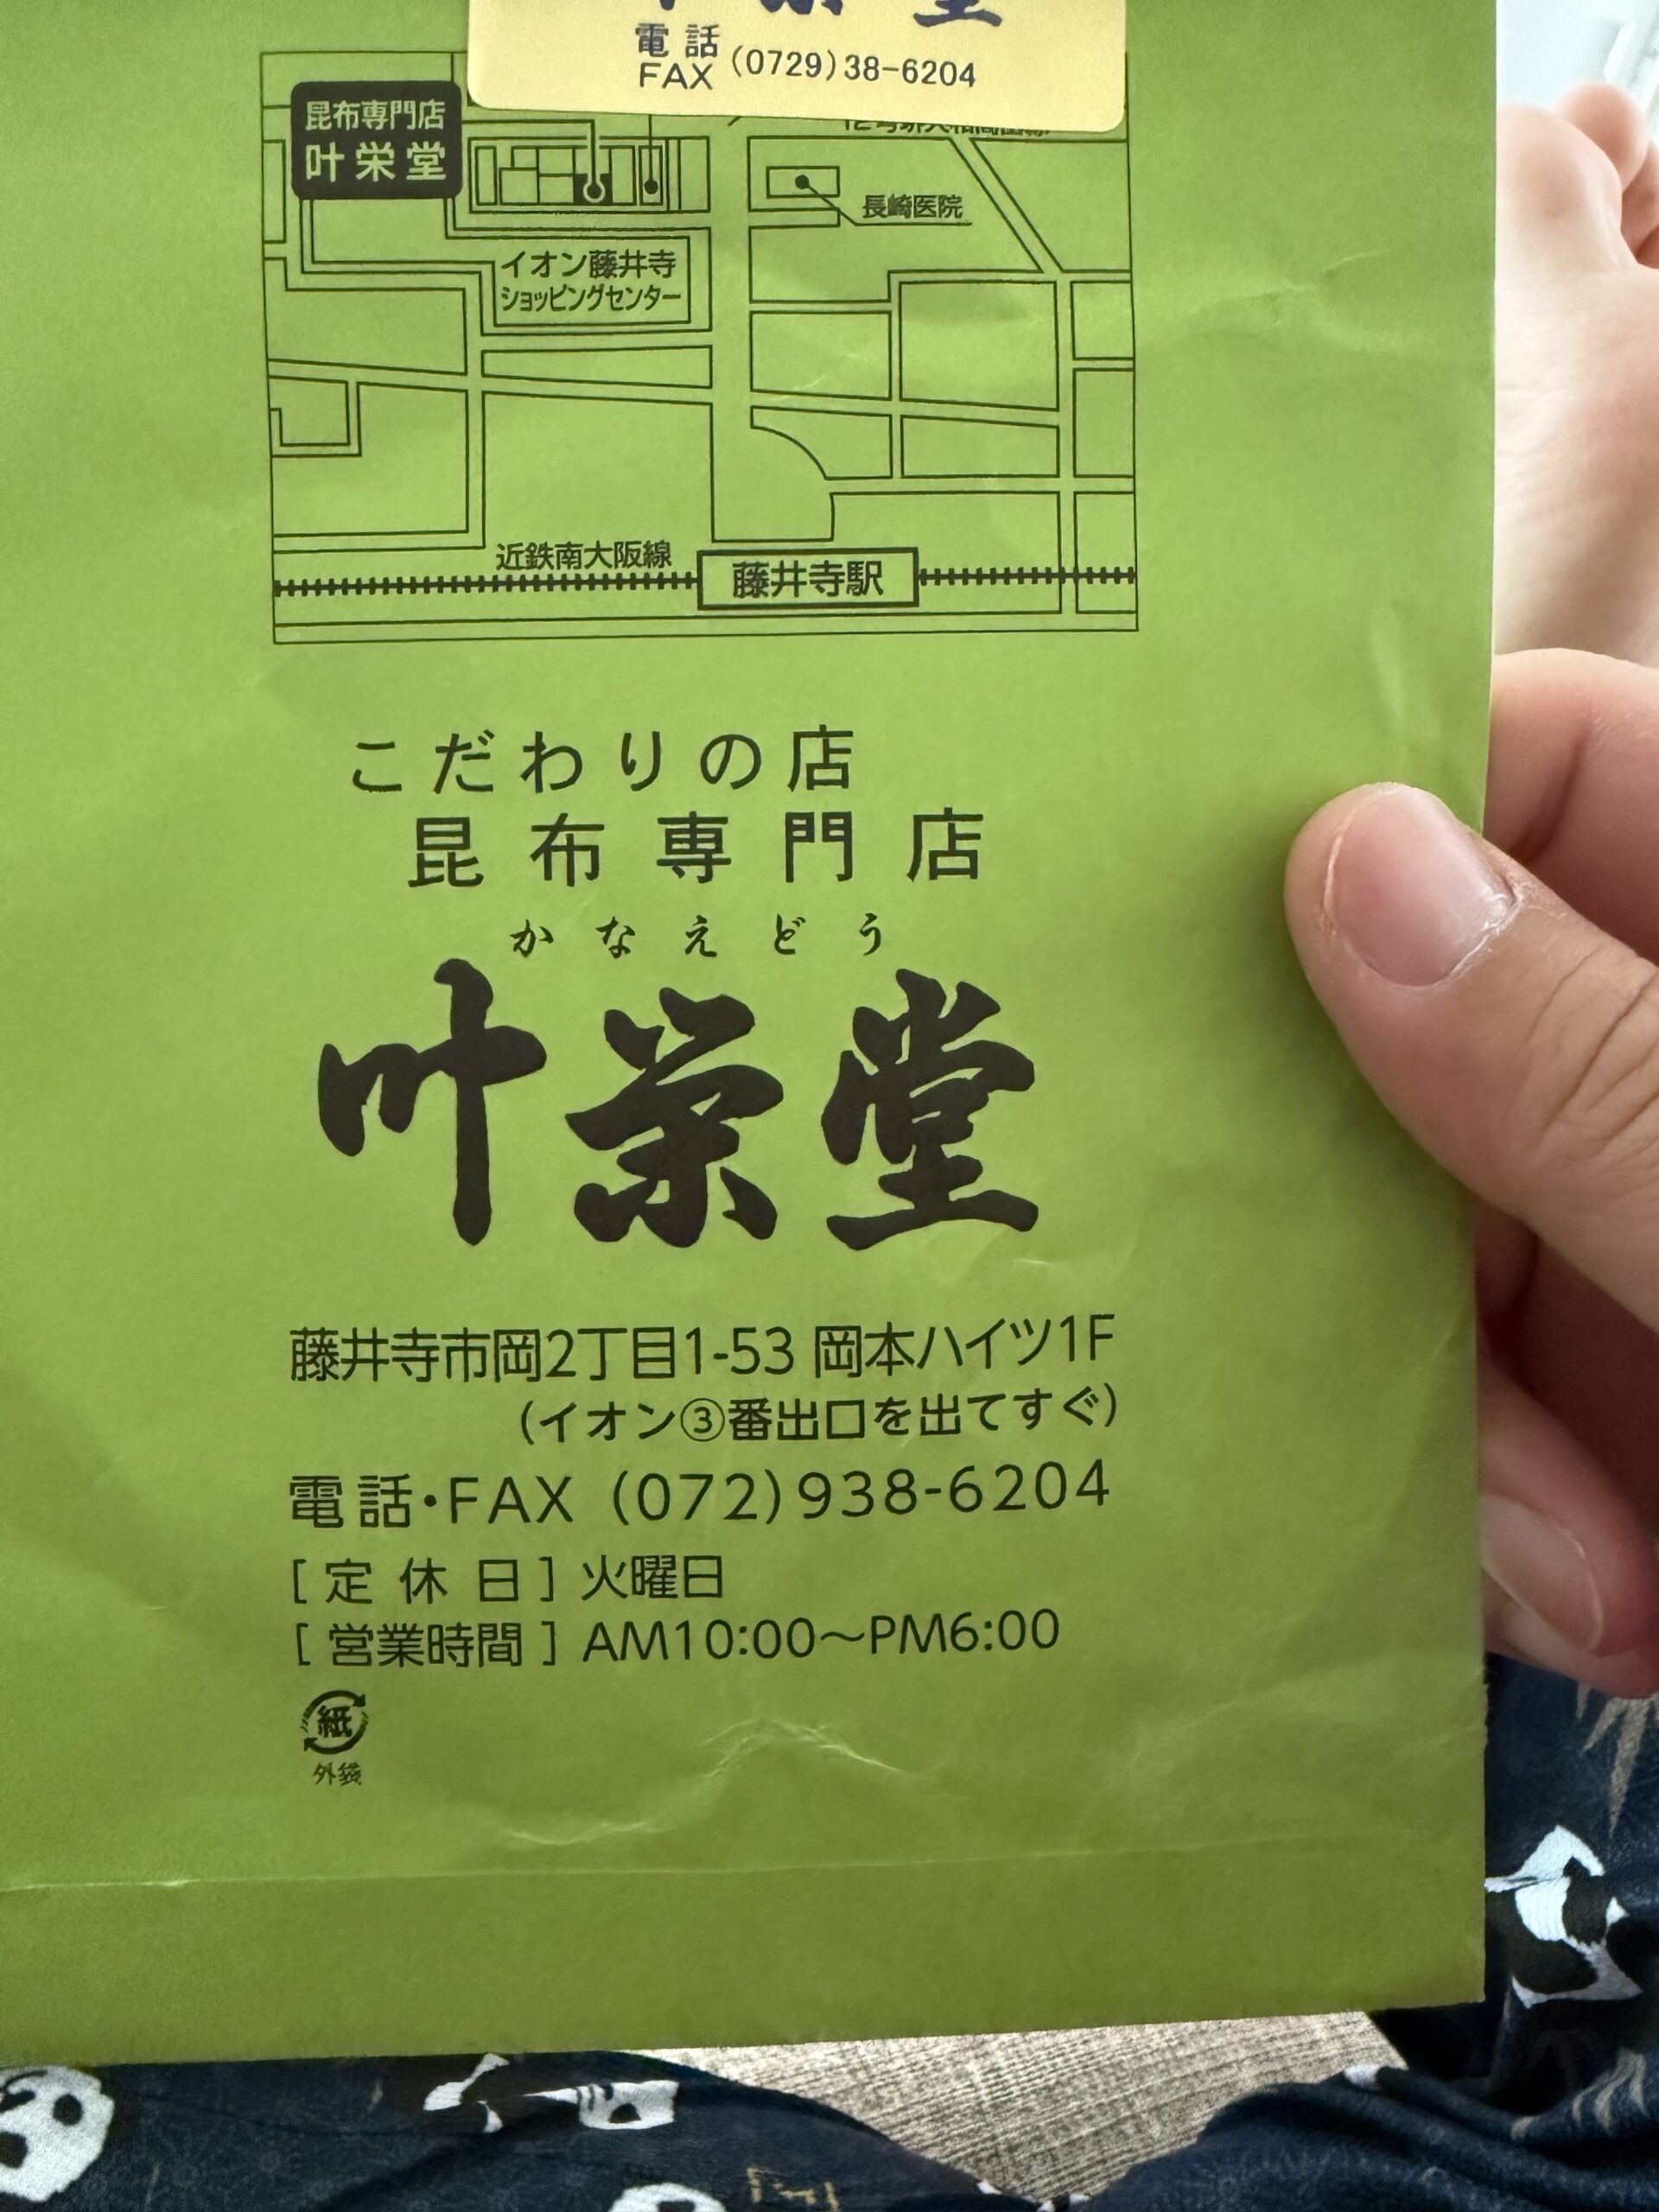 電話
FAX (0729)38-6204
昆布専門店
叶栄堂
長崎医院
イオン藤井寺
ショッピングセンター
近鉄南大阪線
藤井寺駅
こだわりの店
昆布専門店
かなえどう
叶栄堂
藤井寺市岡2丁目1-53 岡本ハイツ1F
(イオン③番出口を出てすぐ)
電話・FAX (072)938-6204
[定休日] 火曜日
[営業時間] AM10:00〜PM6:00
紙
外袋